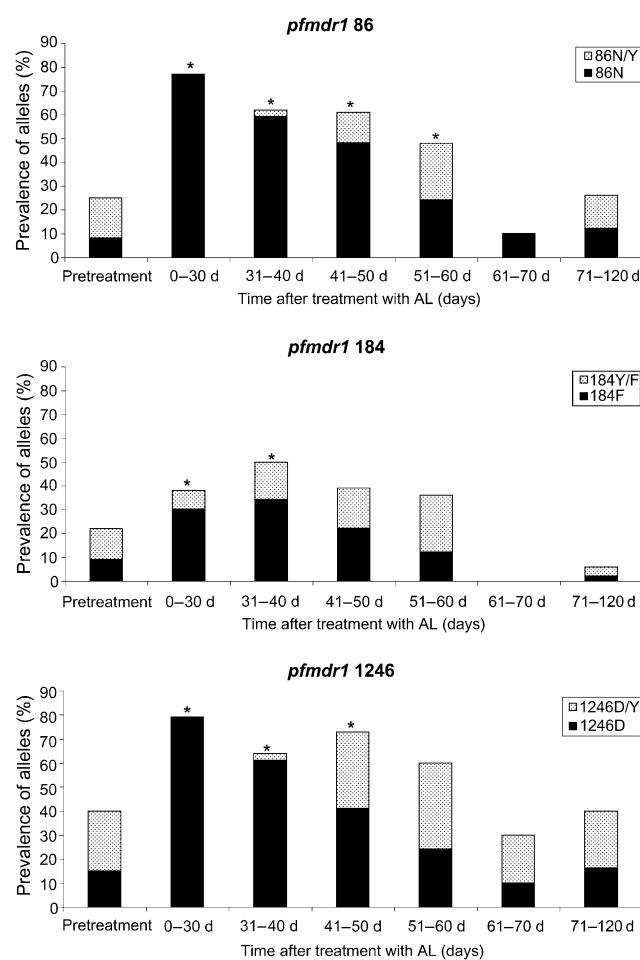 pfmdr1 86
86N/Y
86N
Prevalence of alleles (%)
90
80
70
60
50
40
30
20
10
0
Pretreatment 0–30 d 31–40 d 41–50 d 51–60 d 61–70 d 71–120 d
Time after treatment with AL (days)
* * * *
pfmdr1 184
184Y/F
184F
Prevalence of alleles (%)
90
80
70
60
50
40
30
20
10
0
Pretreatment 0–30 d 31–40 d 41–50 d 51–60 d 61–70 d 71–120 d
Time after treatment with AL (days)
* *
pfmdr1 1246
1246D/Y
1246D
Prevalence of alleles (%)
90
80
70
60
50
40
30
20
10
0
Pretreatment 0–30 d 31–40 d 41–50 d 51–60 d 61–70 d 71–120 d
Time after treatment with AL (days)
* * *